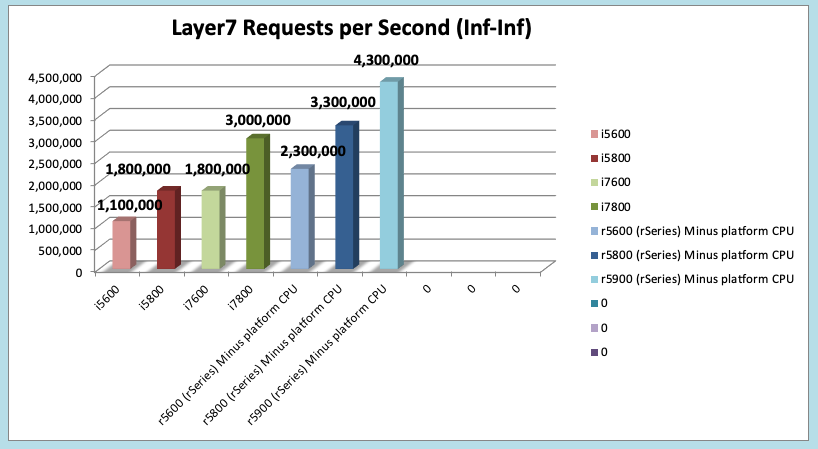 Layer7 Requests per Second (Inf-Inf)
4,500,000
4,000,000
3,500,000
3,000,000
2,500,000
2,000,000
1,500,000
1,000,000
500,000
0
1,100,000
1,800,000
1,800,000
3,000,000
2,300,000
3,300,000
4,300,000
i5600
i5800
i7600
i7800
r5600 (rSeries) Minus platform CPU
r5800 (rSeries) Minus platform CPU
r5900 (rSeries) Minus platform CPU
0
0
0
i5600
i5800
i7600
i7800
r5600 (rSeries) Minus platform CPU
r5800 (rSeries) Minus platform CPU
r5900 (rSeries) Minus platform CPU
0
0
0